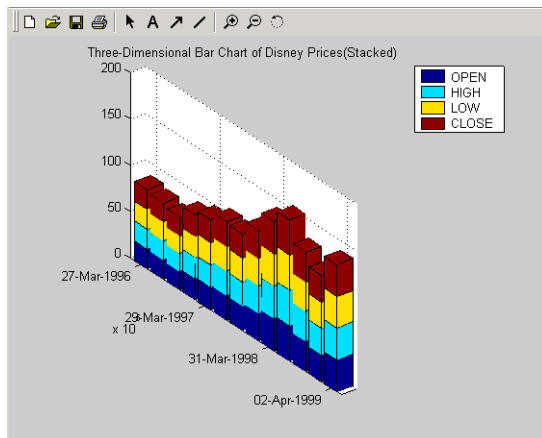 A
Three-Dimensional Bar Chart of Disney Prices(Stacked)
200
150
100
50
0
OPEN
HIGH
LOW
CLOSE
27-Mar-1996
29-Mar-1997
x 10
31-Mar-1998
02-Apr-1999